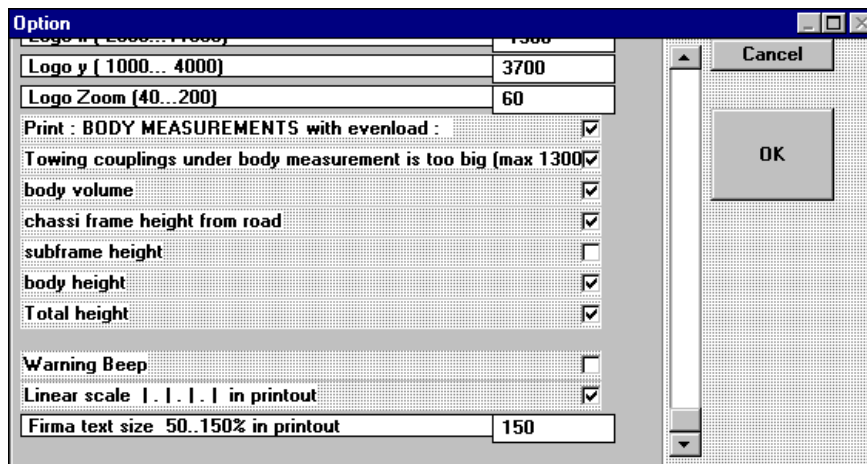 Option
Logo y ( 1000... 4000) 3700
Logo Zoom (40...200) 60
Print : BODY MEASUREMENTS with evenload :
Towing couplings under body measurement is too big (max 1300
body volume
chassi frame height from road
subframe height
body height
Total height
Warning Beep
Linear scale | . | . | . | in printout
Firma text size 50..150% in printout 150
Cancel
OK